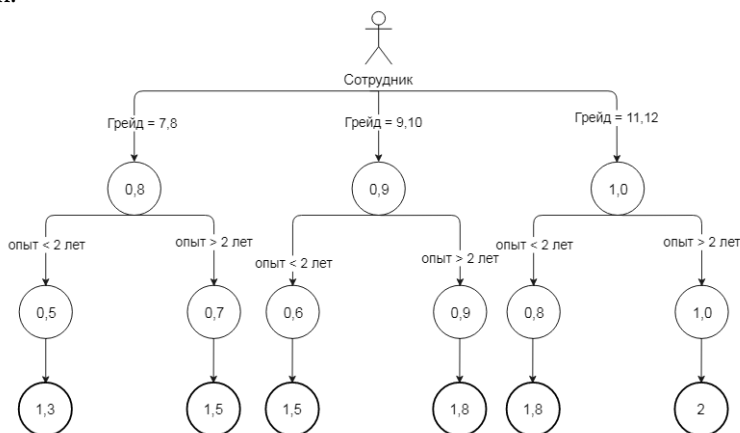 Сотрудник
Грейд = 7,8
Грейд = 9,10
Грейд = 11,12
0,8
0,9
1,0
опыт < 2 лет
опыт > 2 лет
опыт < 2 лет
опыт > 2 лет
опыт < 2 лет
опыт > 2 лет
0,5
0,7
0,6
0,9
0,8
1,0
1,3
1,5
1,5
1,8
1,8
2